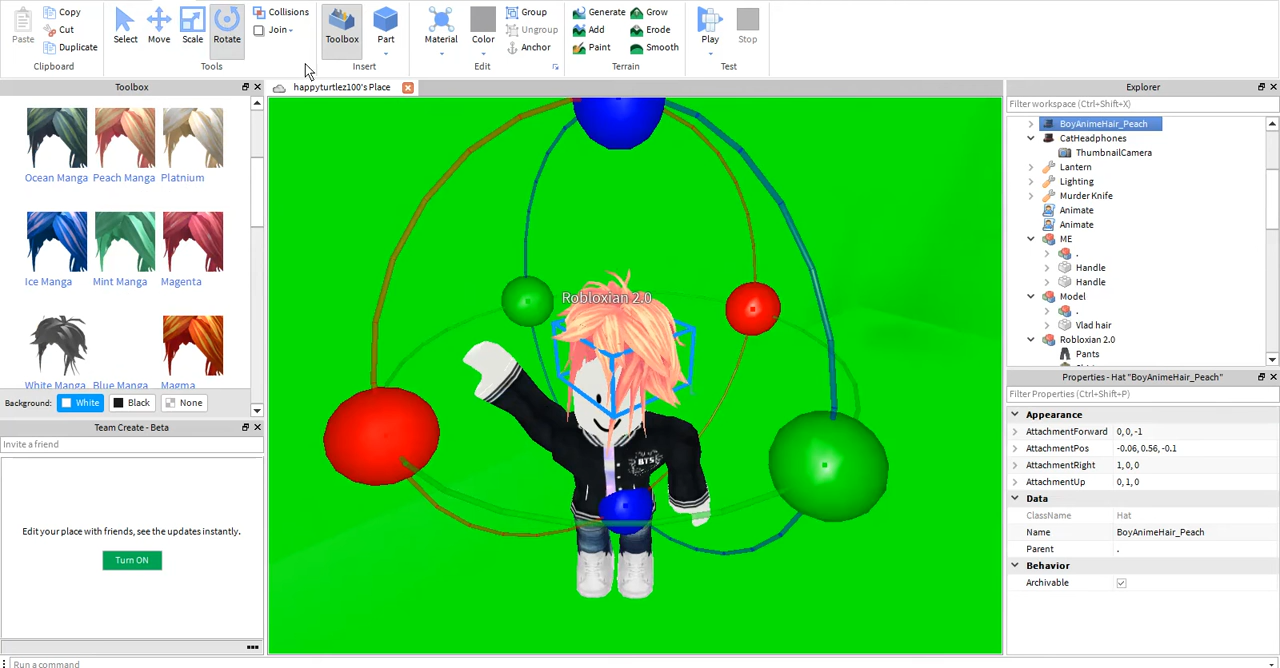 Paste
Copy
Cut
Duplicate
Clipboard
Select
Move
Scale
Rotate
Collisions
Join
Tools
Toolbox
Part
Insert
Material
Color
Group
Ungroup
Anchor
Edit
Generate
Grow
Add
Erode
Paint
Smooth
Terrain
Play
Stop
Test
Toolbox
Ocean Manga
Peach Manga
Platnium
Ice Manga
Mint Manga
Magenta
White Manga
Blue Manga
Magma
Background:
White
Black
None
Team Create - Beta
Invite a friend
Edit your place with friends, see the updates instantly.
Turn ON
happyturtlez100's Place
Robloxian 2.0
BTS
Explorer
Filter workspace (Ctrl+Shift+X)
BoyAnimeHair_Peach
CatHeadphones
ThumbnailCamera
Lantern
Lighting
Murder Knife
Animate
Animate
ME
.
Handle
Handle
Model
.
Vlad hair
Robloxian 2.0
Pants
Properties - Hat "BoyAnimeHair_Peach"
Filter Properties (Ctrl+Shift+P)
Appearance
AttachmentForward 0, 0, -1
AttachmentPos -0.06, 0.56, -0.1
AttachmentRight 1, 0, 0
AttachmentUp 0, 1, 0
Data
ClassName Hat
Name BoyAnimeHair_Peach
Parent .
Behavior
Archivable
Run a command